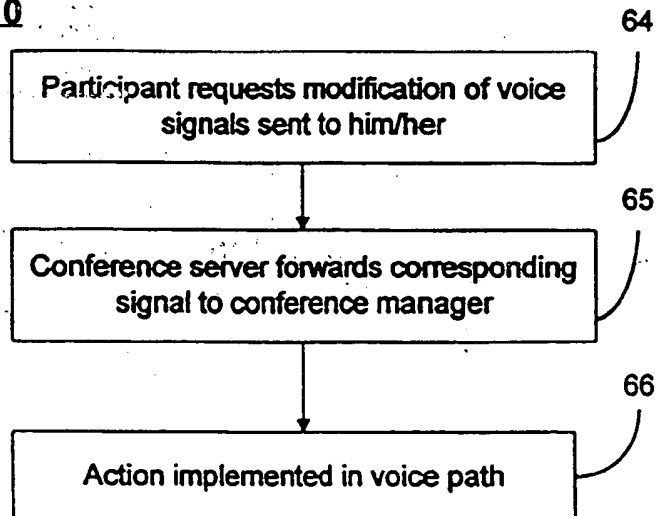 0
64
Participant requests modification of voice
signals sent to him/her
65
Conference server forwards corresponding
signal to conference manager
66
Action implemented in voice path